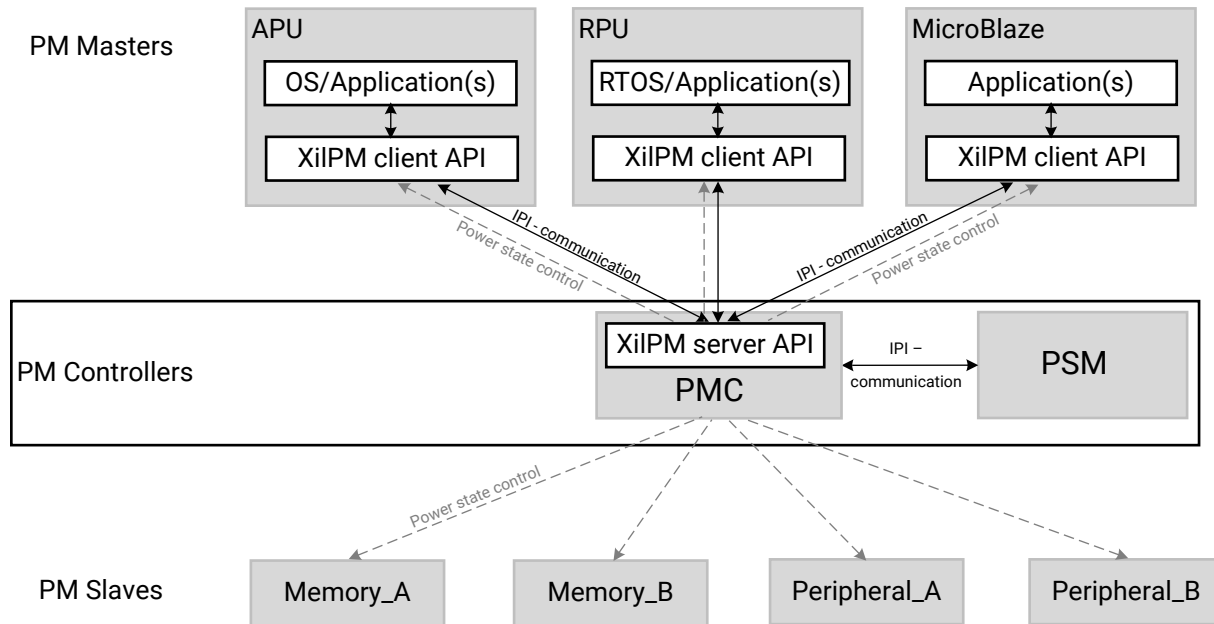 PM Masters
APU
OS/Application(s)
XilPM client API
RPU
RTOS/Application(s)
XilPM client API
MicroBlaze
Application(s)
XilPM client API
IPI - communication
Power state control
IPI - communication
Power state control
PM Controllers
XilPM server API
PMC
IPI –
communication
PSM
Power state control
PM Slaves
Memory_A
Memory_B
Peripheral_A
Peripheral_B